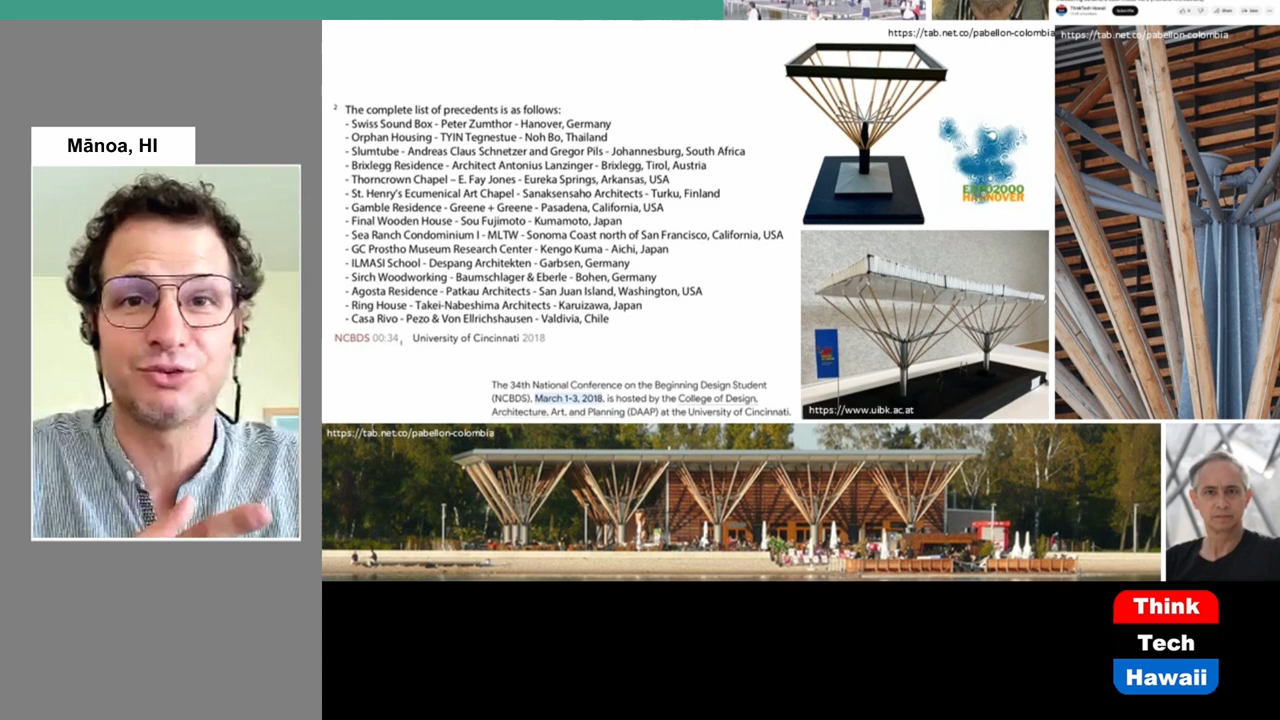 https://tab.net.co/pabellon-colombia
ThinkTech Hawaii
Subscribe
Share
Save
https://tab.net.co/pabellon-colombia
Mānoa, HI
2 The complete list of precedents is as follows:
- Swiss Sound Box - Peter Zumthor - Hanover, Germany
- Orphan Housing - TYIN Tegnestue - Noh Bo, Thailand
- Slumtube - Andreas Claus Schnetzer and Gregor Pils - Johannesburg, South Africa
- Brixlegg Residence - Architect Antonius Lanzinger - Brixlegg, Tirol, Austria
- Thorncrown Chapel – E. Fay Jones - Eureka Springs, Arkansas, USA
- St. Henry's Ecumenical Art Chapel - Sanaksensaho Architects - Turku, Finland
- Gamble Residence - Greene + Greene - Pasadena, California, USA
- Final Wooden House - Sou Fujimoto - Kumamoto, Japan
- Sea Ranch Condominium I - MLTW - Sonoma Coast north of San Francisco, California, USA
- GC Prostho Museum Research Center - Kengo Kuma - Aichi, Japan
- ILMASI School - Despang Architekten - Garbsen, Germany
- Sirch Woodworking - Baumschlager & Eberle - Bohen, Germany
- Agosta Residence - Patkau Architects - San Juan Island, Washington, USA
- Ring House - Takei-Nabeshima Architects - Karuizawa, Japan
- Casa Rivo - Pezo & Von Ellrichshausen - Valdivia, Chile
NCBDS 00:34 University of Cincinnati 2018
The 34th National Conference on the Beginning Design Student
(NCBDS), March 1-3, 2018, is hosted by the College of Design,
Architecture, Art, and Planning (DAAP) at the University of Cincinnati.
EXPO2000
HANNOVER
https://www.uibk.ac.at
https://tab.net.co/pabellon-colombia
Think
Tech
Hawaii